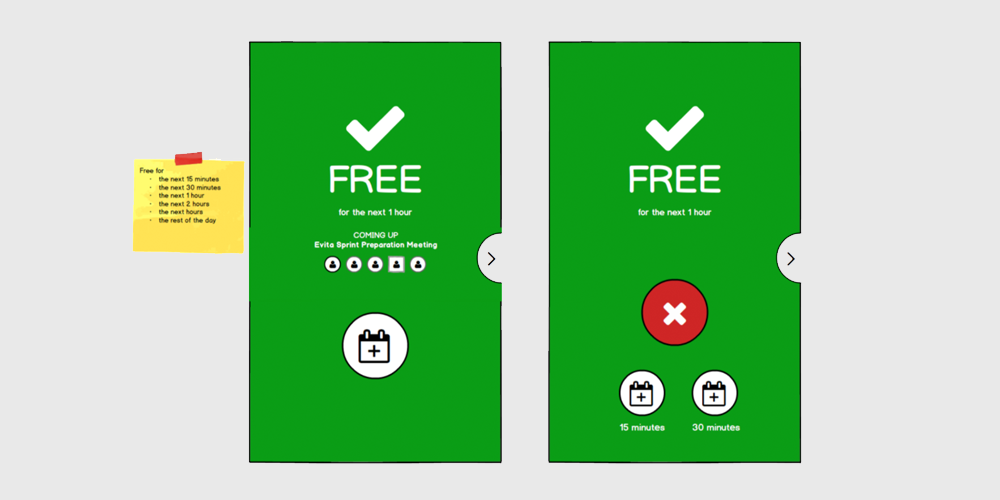 Free for
• the next 15 minutes
• the next 30 minutes
• the next 1 hour
• the next 2 hours
• the next hours
• the rest of the day
FREE
for the next 1 hour
COMING UP
Evita Sprint Preparation Meeting
FREE
for the next 1 hour
15 minutes
30 minutes